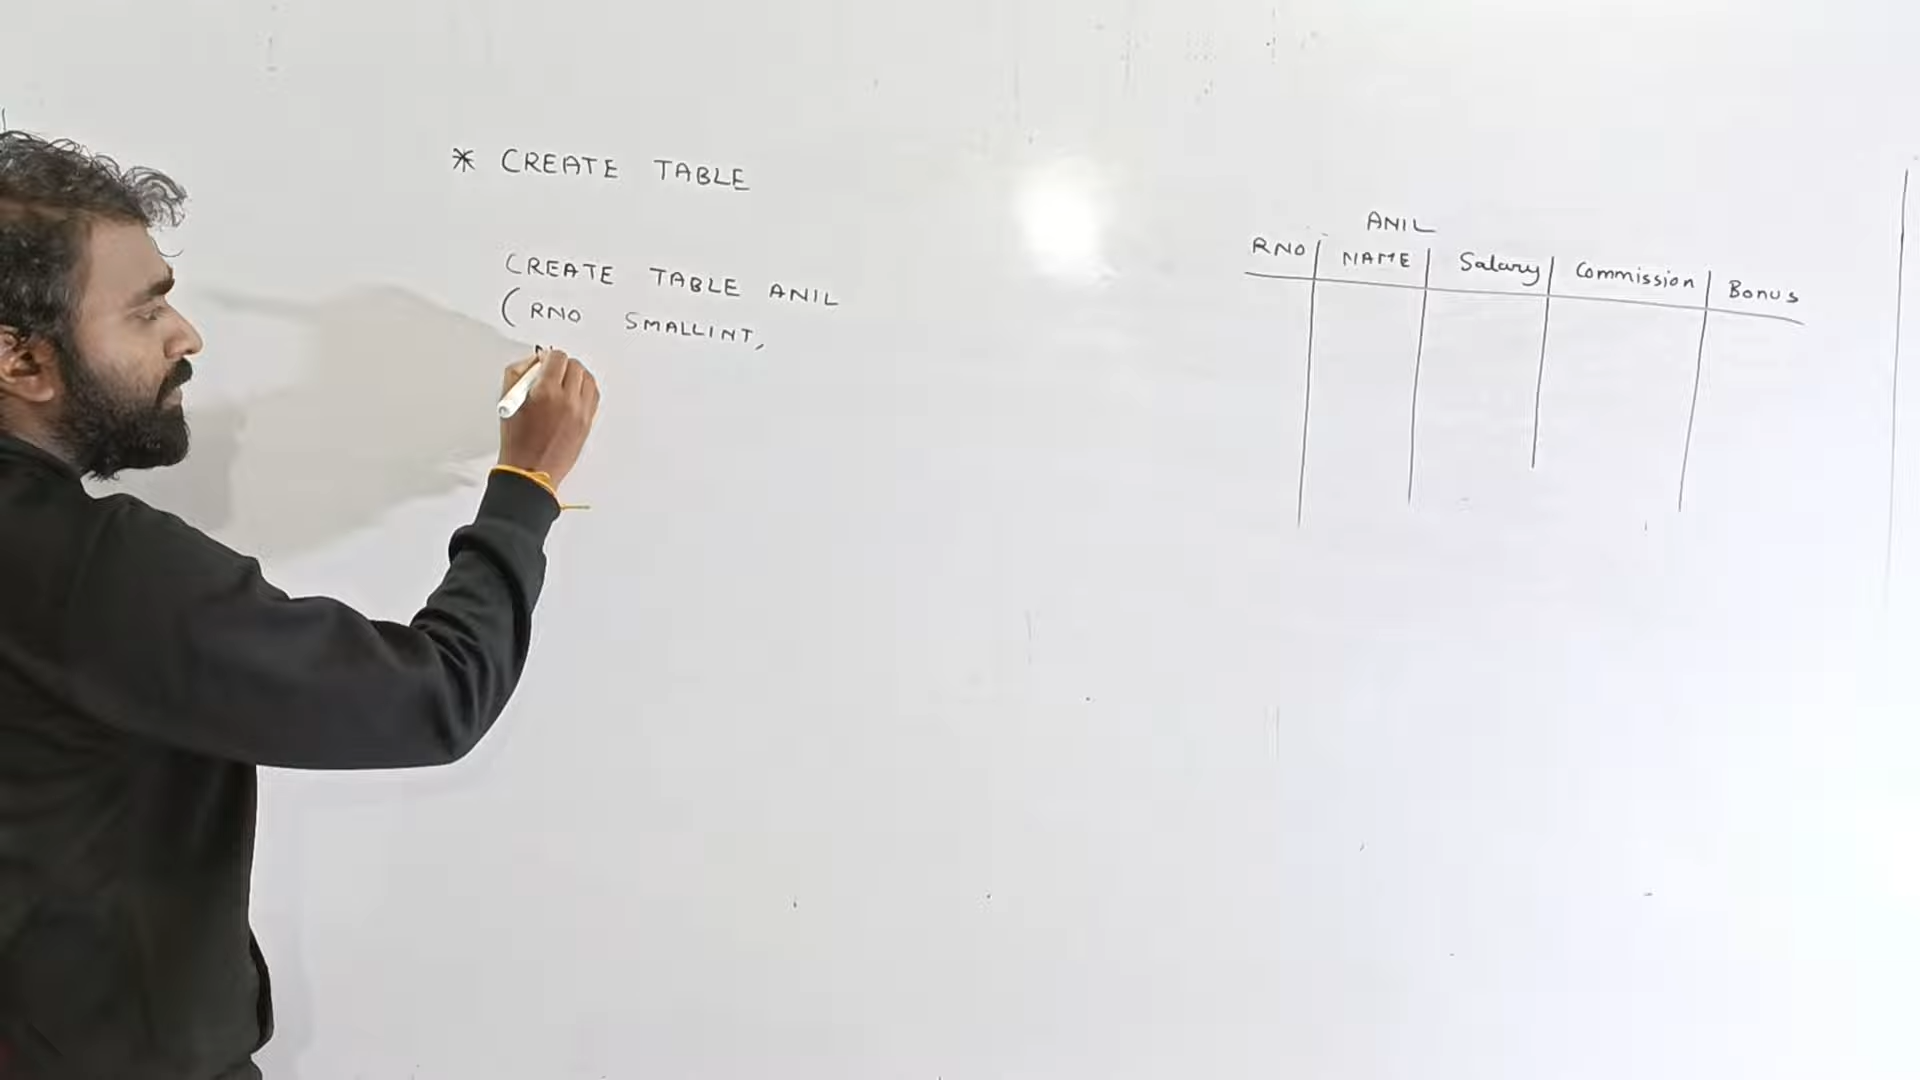 * CREATE TABLE
CREATE TABLE ANIL
(RNO SMALLINT,
ANIL
RNO NAME Salary Commission Bonus